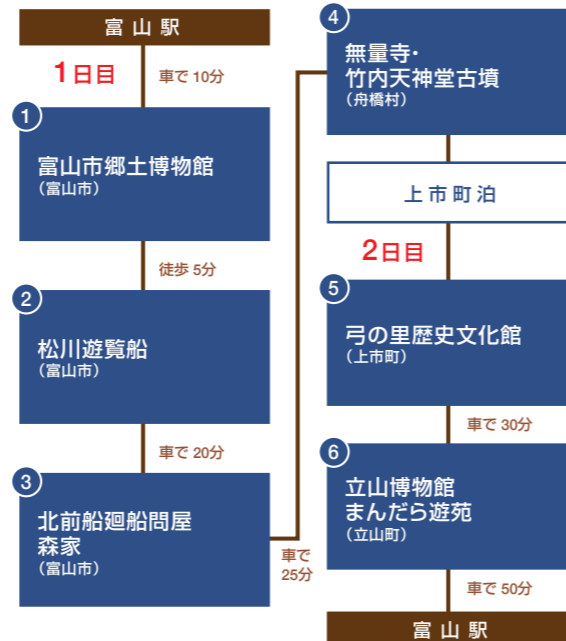 富山駅
1日目
車で10分
1
富山市郷土博物館
（富山市）
徒歩5分
2
松川遊覧船
（富山市）
車で20分
3
北前船廻船問屋
森家
（富山市）
車で
25分
4
無量寺・
竹内天神堂古墳
（舟橋村）
上市町泊
2日目
5
弓の里歴史文化館
（上市町）
車で30分
6
立山博物館
まんだら遊苑
（立山町）
車で50分
富山駅